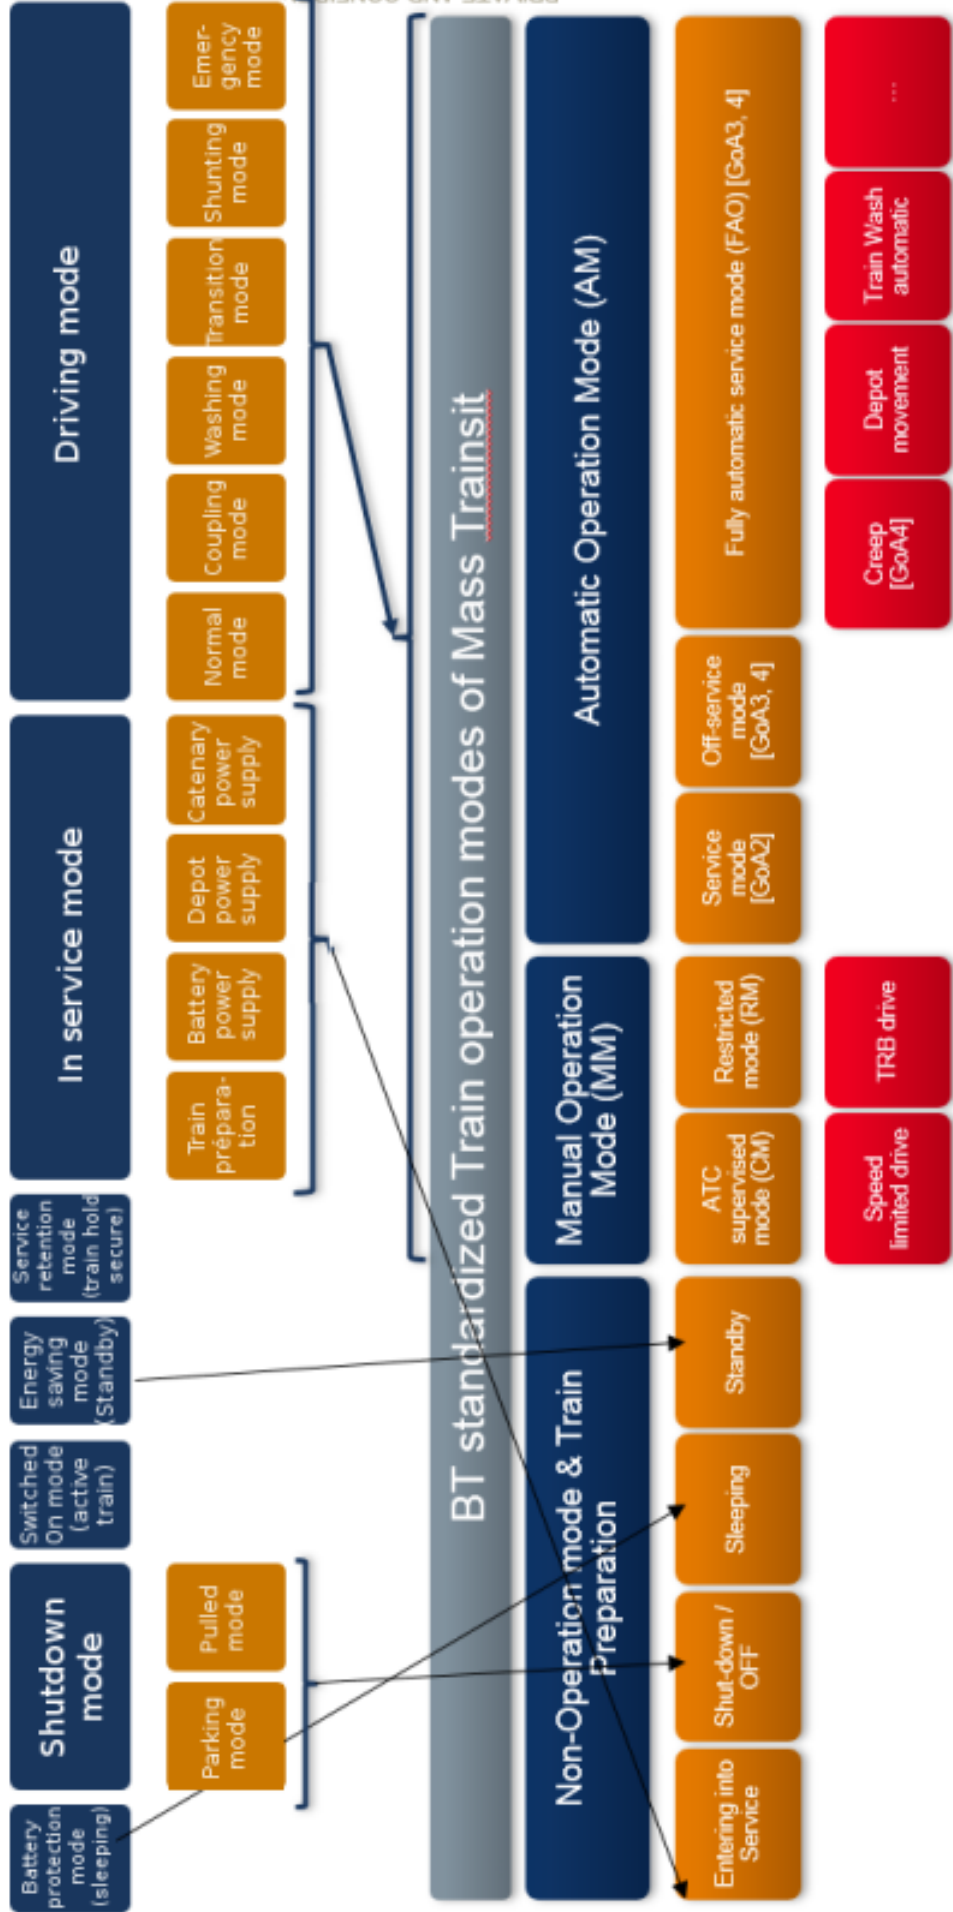 Battery
protection
mode
(sleeping)
Shutdown
mode
Switched
On mode
(active
train)
Energy
saving
mode
(Standby)
Service
retention
mode
(train hold
secure)
In service mode
Driving mode
Parking
mode
Pulled
mode
Train
prépara-
tion
Battery
power
supply
Depot
power
supply
Catenary
power
supply
Normal
mode
Coupling
mode
Washing
mode
Transition
mode
Shunting
mode
Emer-
gency
mode
BT standardized Train operation modes of Mass Trainsit
Non-Operation mode & Train
Preparation
Manual Operation
Mode (MM)
Automatic Operation Mode (AM)
Entering into
Service
Shut-down /
OFF
Sleeping
Standby
ATC
supervised
mode (CM)
Restricted
mode (RM)
Service
mode
[GoA2]
Off-service
mode
[GoA3, 4]
Fully automatic service mode (FAO) [GoA3, 4]
Speed
limited drive
TRB drive
Creep
[GoA4]
Depot
movement
Train Wash
automatic
...